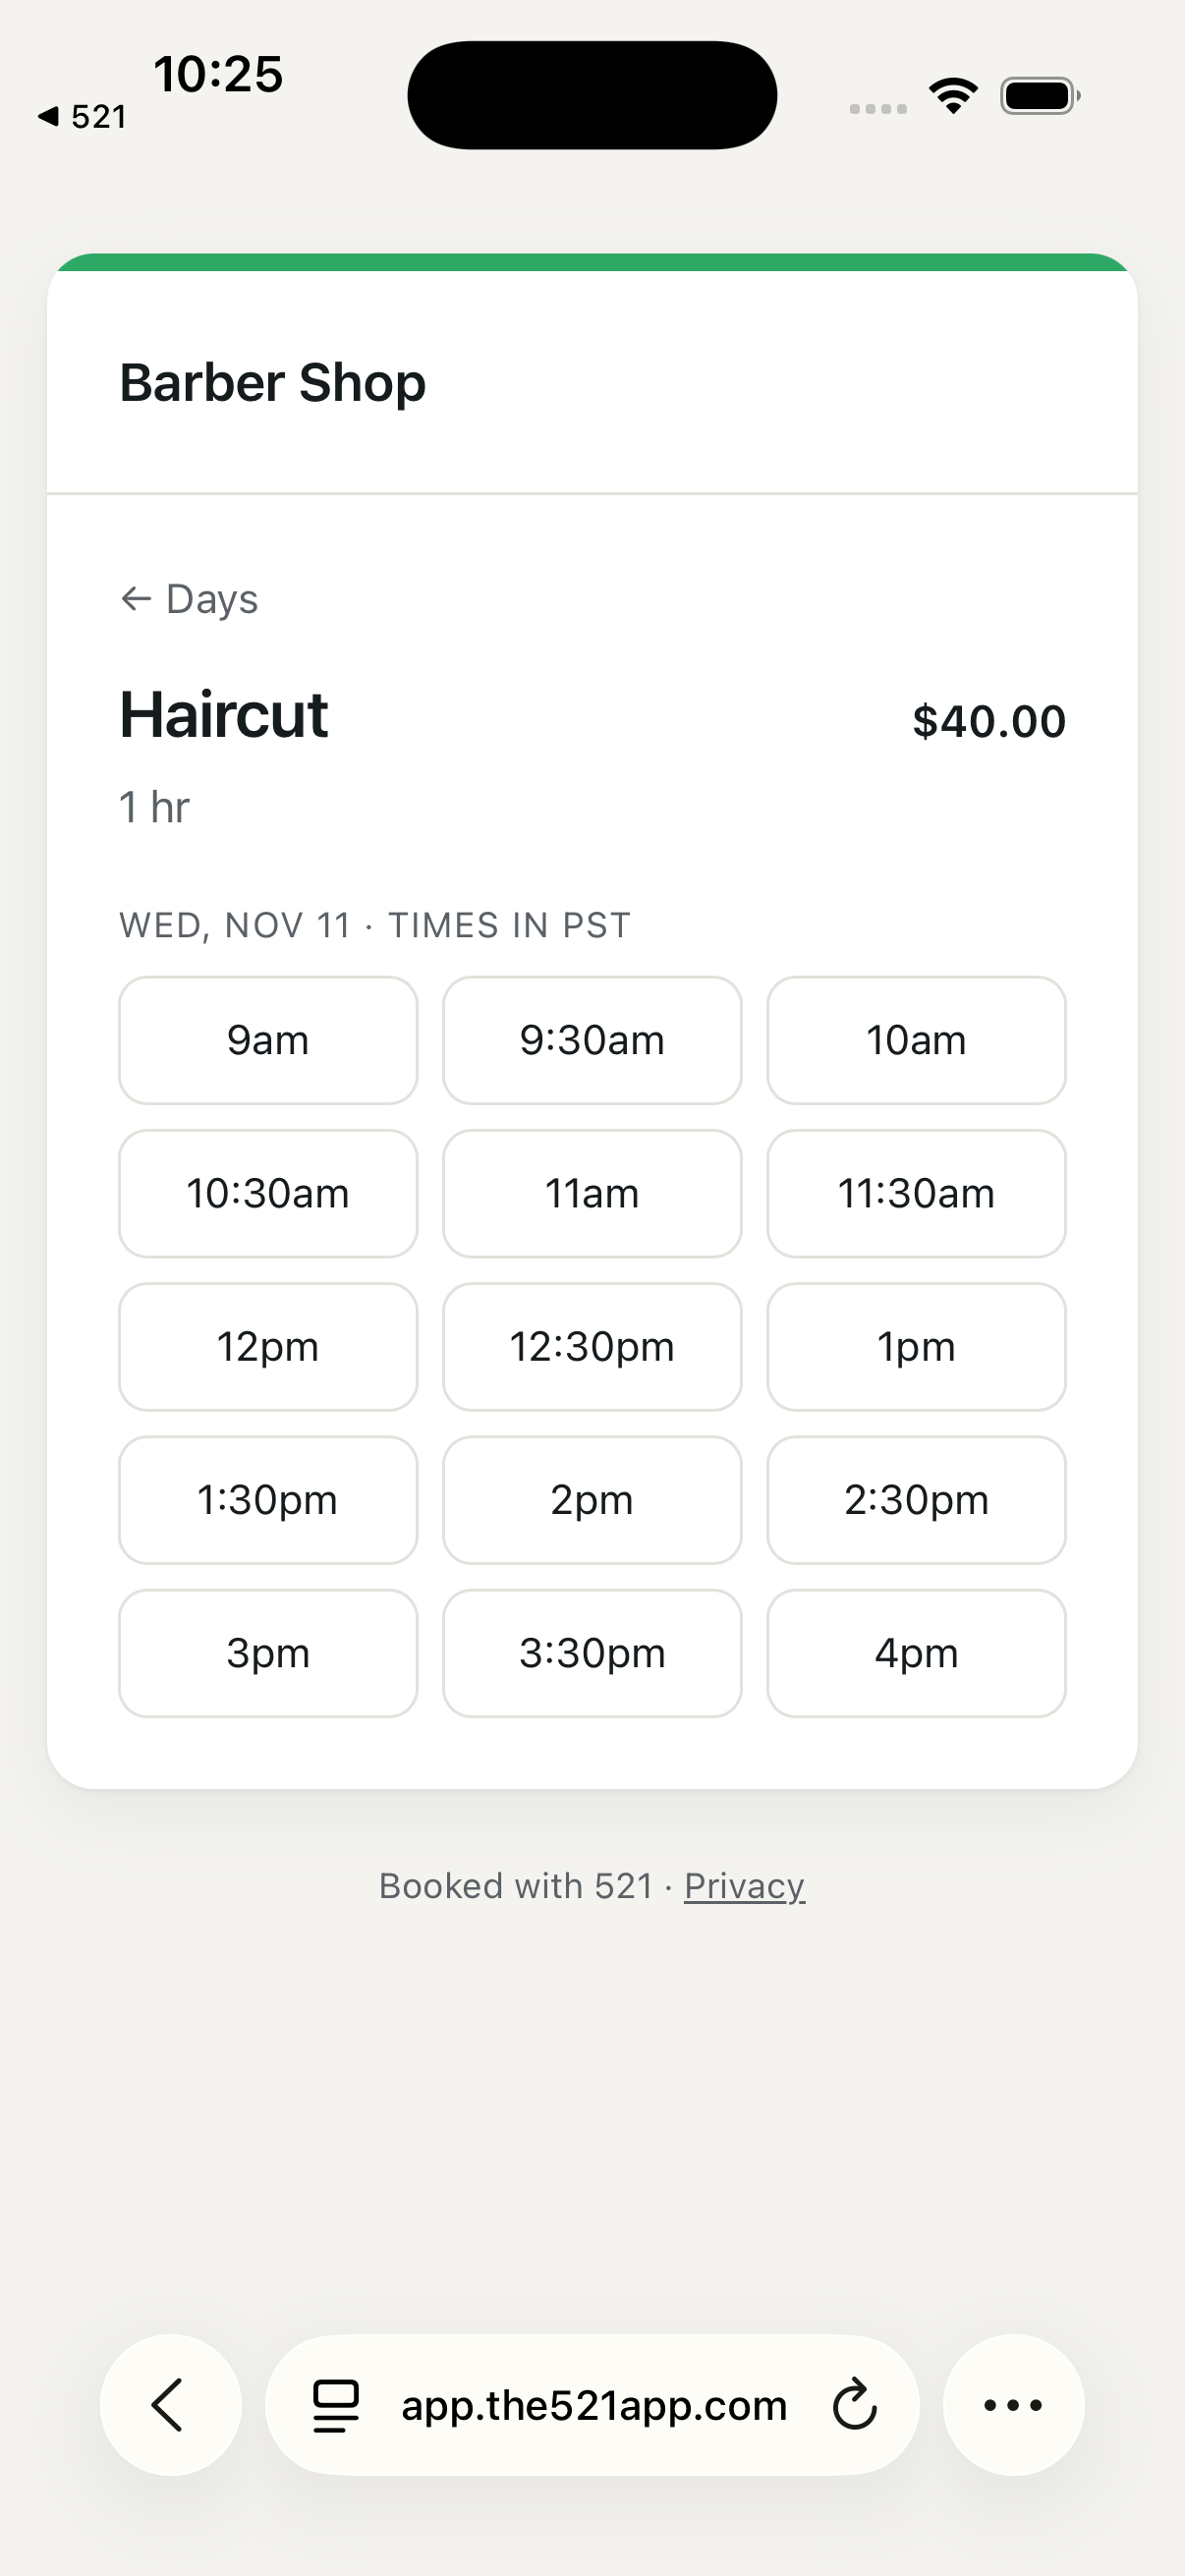 10:25
◀ 521
Barber Shop
← Days
Haircut $40.00
1 hr
WED, NOV 11 · TIMES IN PST
9am 9:30am 10am
10:30am 11am 11:30am
12pm 12:30pm 1pm
1:30pm 2pm 2:30pm
3pm 3:30pm 4pm
Booked with 521 · Privacy
app.the521app.com